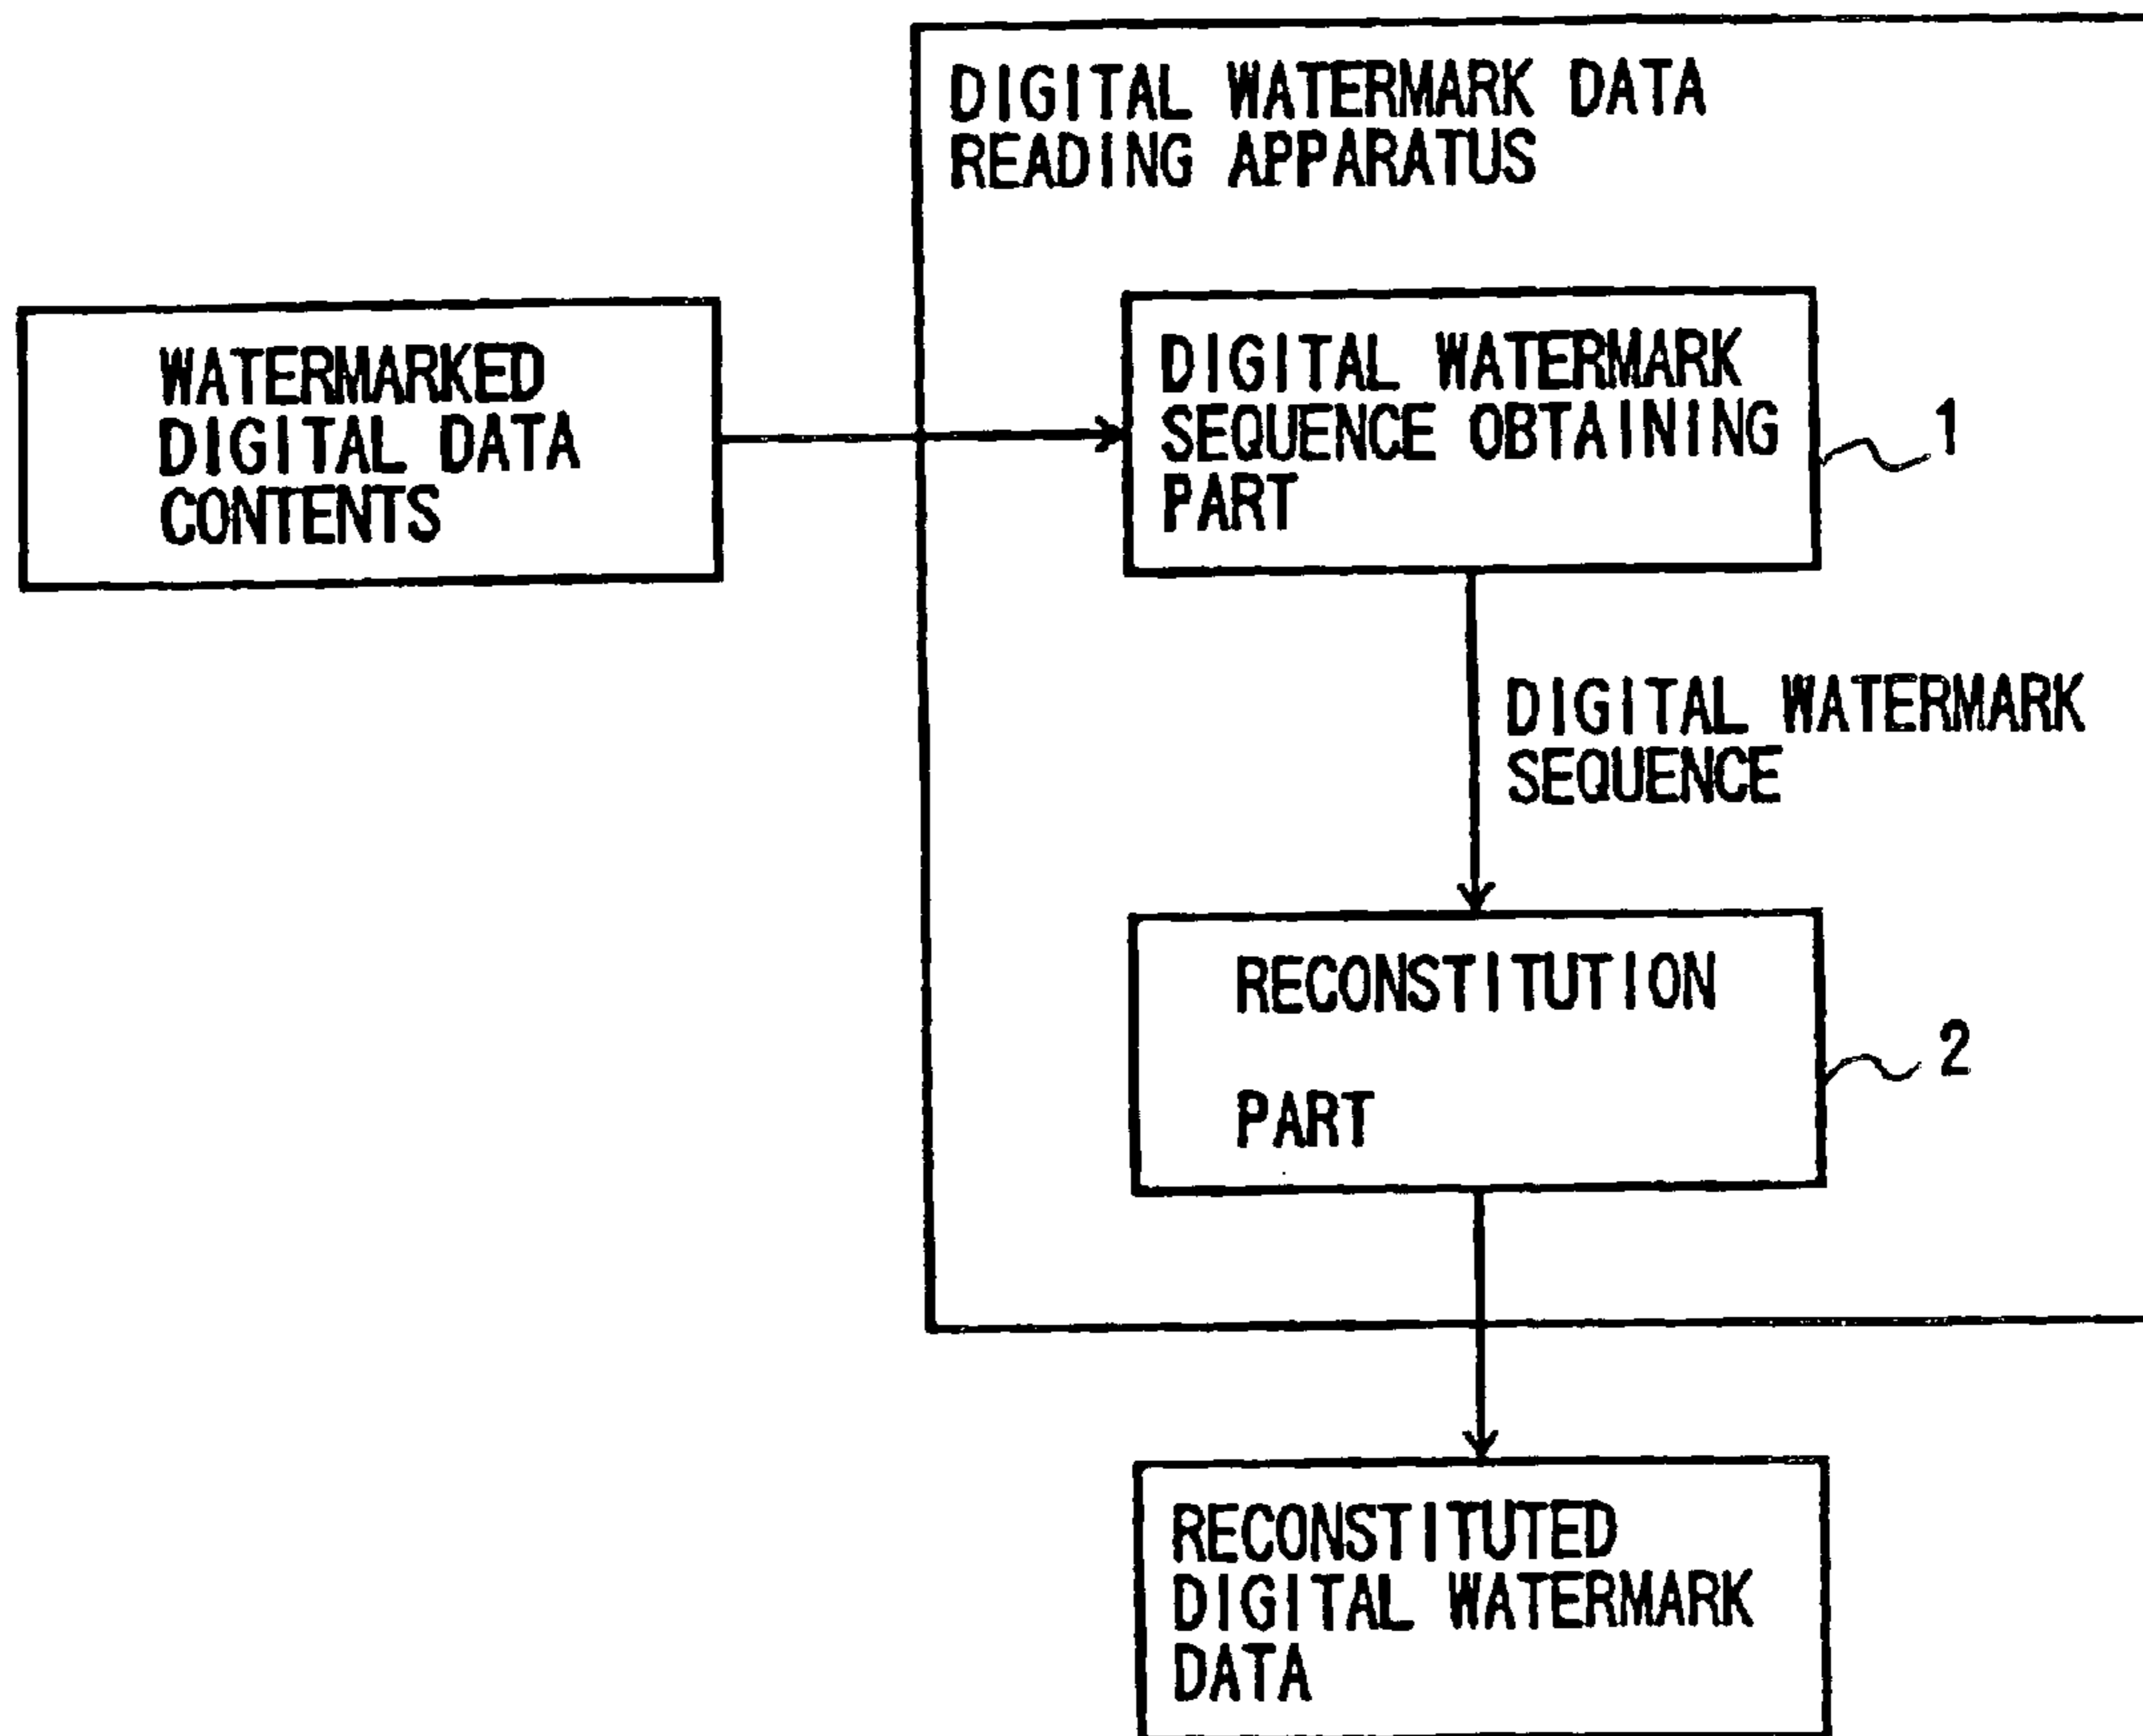 DIGITAL WATERMARK DATA
READING APPARATUS
WATERMARKED
DIGITAL DATA
CONTENTS
DIGITAL WATERMARK
SEQUENCE OBTAINING
PART
1
DIGITAL WATERMARK
SEQUENCE
RECONSTITUTION
PART
2
RECONSTITUTED
DIGITAL WATERMARK
DATA